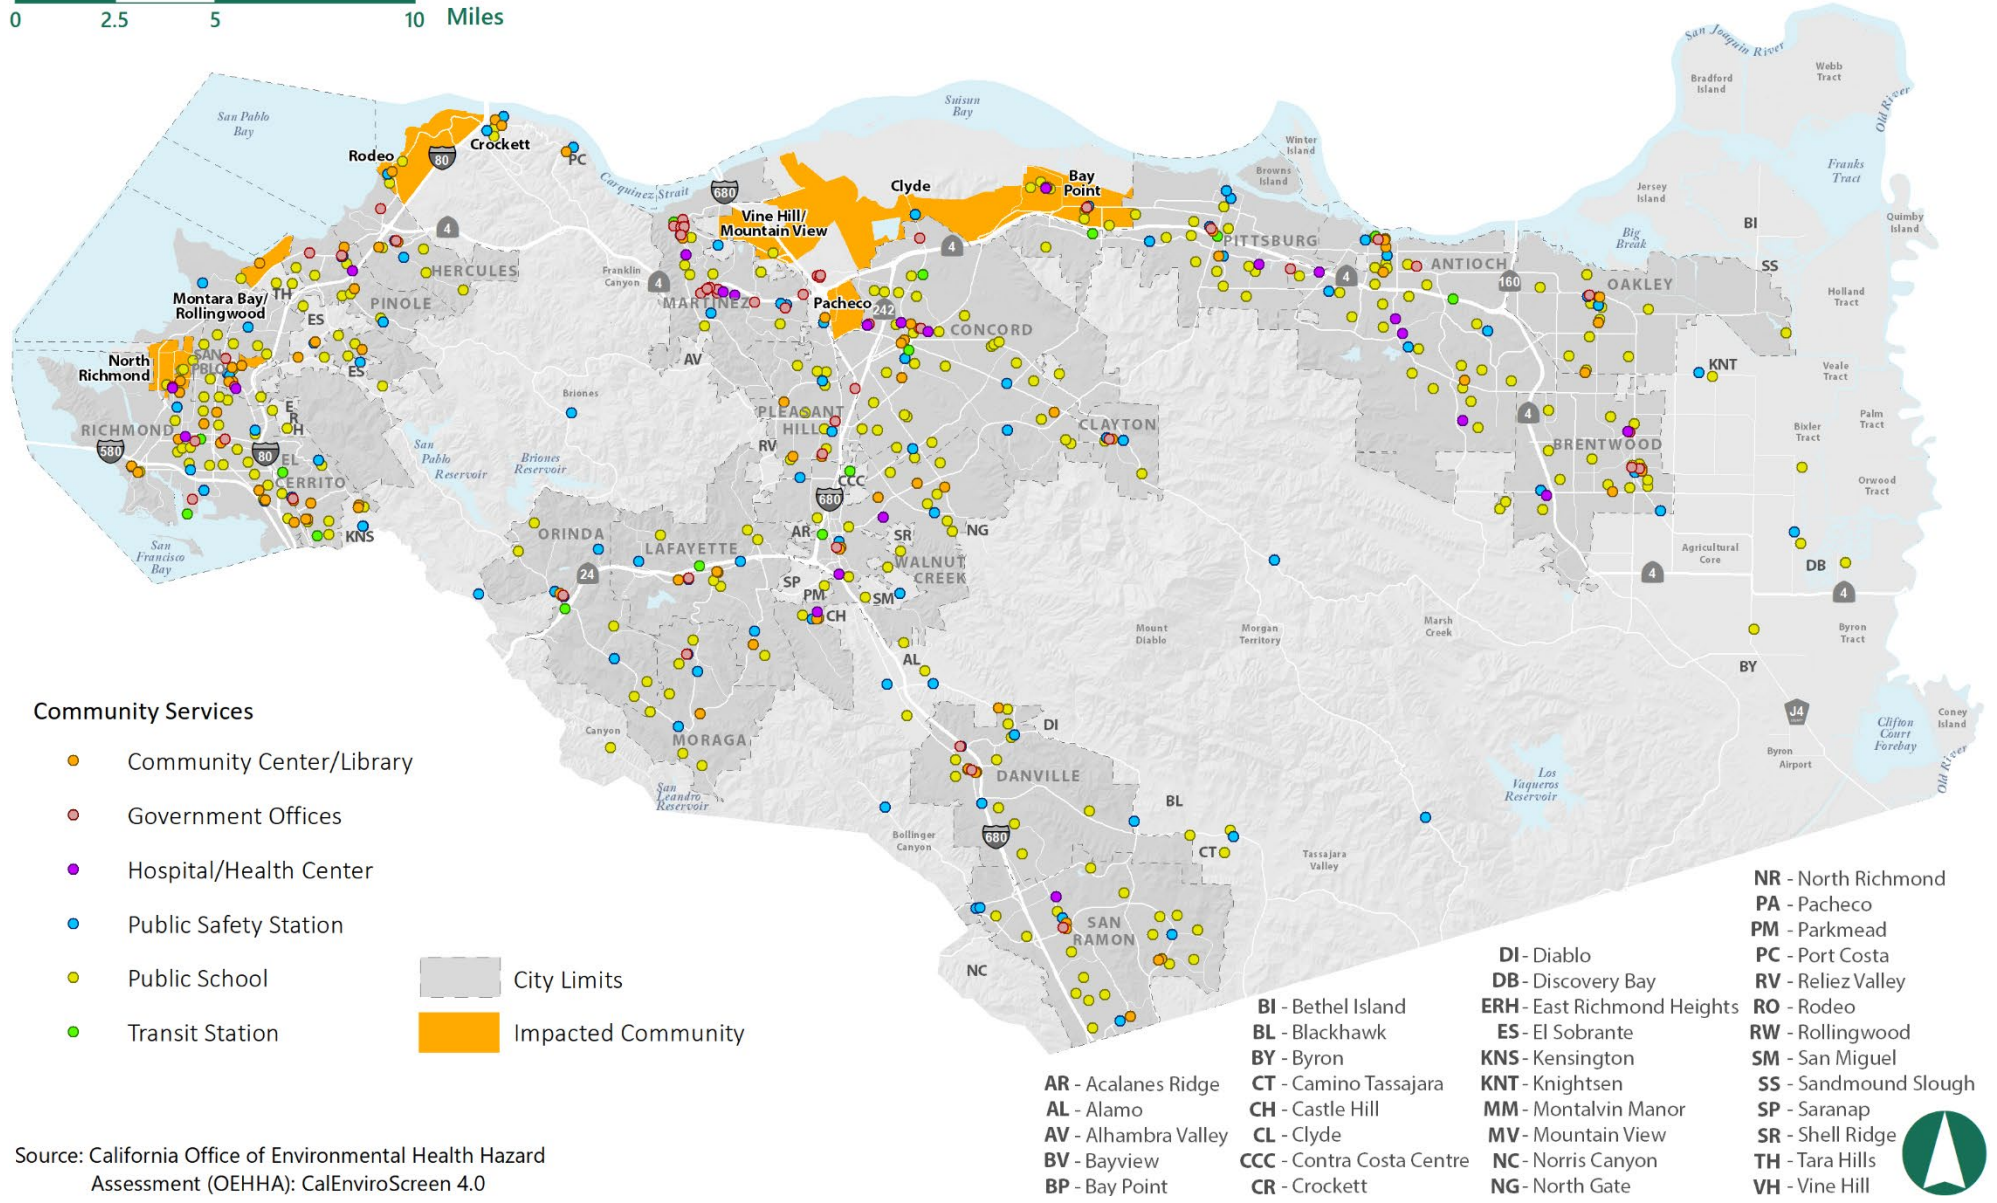 0 2.5 5 10 Miles
San Joaquin River
Webb
Tract
Bradford
Island
Old River
San Pablo
Bay
Suisun
Bay
Winter
Island
Browns
Island
Franks
Tract
Jersey
Island
Quimby
Island
Crockett
Rodeo
80
PC
Carquinez Strait
680
Clyde
Bay
Point
Vine Hill/
Mountain View
BI
Big
Break
4
4
PITTSBURG
ANTIOCH
SS
HERCULES
Franklin
Canyon
4
4
160
OAKLEY
Holland
Tract
TH
Montara Bay/
Rollingwood
PINOLE
MARTINEZ
Pacheco
242
ES
CONCORD
North
Richmond
SAN
PBLO
ES
AV
KNT
Veale
Tract
Briones
E
R
H
PLEASANT
HILL
CLAYTON
4
Palm
Tract
RICHMOND
580
80
EL
CERRITO
San
Pablo
Reservoir
Briones
Reservoir
RV
BRENTWOOD
Bixler
Tract
CCC
Orwood
Tract
680
KNS
San
Francisco
Bay
ORINDA
LAFAYETTE
AR
SR
NG
WALNUT
CREEK
24
SP
PM
SM
CH
Agricultural
Core
DB
4
4
Mount
Diablo
Morgan
Territory
Marsh
Creek
Byron
Tract
AL
BY
Canyon
MORAGA
DI
J4
Clifton
Court
Forebay
Coney
Island
Byron
Airport
Old River
San
Leandro
Reservoir
DANVILLE
Los
Vaqueros
Reservoir
BL
Bollinger
Canyon
680
CT
Tassajara
Valley
SAN
RAMON
NC
Community Services
Community Center/Library
Government Offices
Hospital/Health Center
Public Safety Station
Public School
Transit Station
City Limits
Impacted Community
AR - Acalanes Ridge
AL - Alamo
AV - Alhambra Valley
BV - Bayview
BP - Bay Point
BI - Bethel Island
BL - Blackhawk
BY - Byron
CT - Camino Tassajara
CH - Castle Hill
CL - Clyde
CCC - Contra Costa Centre
CR - Crockett
DI - Diablo
DB - Discovery Bay
ERH - East Richmond Heights
ES - El Sobrante
KNS - Kensington
KNT - Knightsen
MM - Montalvin Manor
MV - Mountain View
NC - Norris Canyon
NG - North Gate
NR - North Richmond
PA - Pacheco
PM - Parkmead
PC - Port Costa
RV - Reliez Valley
RO - Rodeo
RW - Rollingwood
SM - San Miguel
SS - Sandmound Slough
SP - Saranap
SR - Shell Ridge
TH - Tara Hills
VH - Vine Hill
Source: California Office of Environmental Health Hazard
Assessment (OEHHA): CalEnviroScreen 4.0